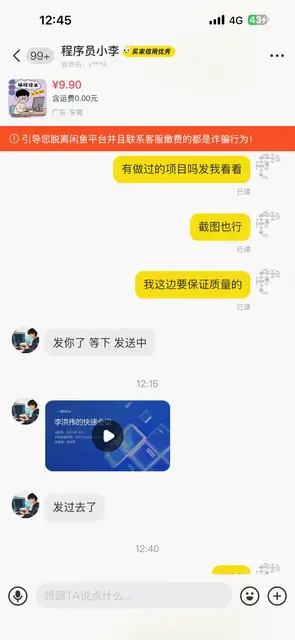 12:45
4G
43
99+
程序员小李
买家信用优秀
会员名: x***5
¥9.90
含运费0.00元
广东·东莞
引导您脱离闲鱼平台并且联系客服缴费的都是诈骗行为!
有做过的项目吗发我看看
已读
截图也行
已读
我这边要保证质量的
已读
发你了 等下 发送中
12:15
李洪伟的快速会议
发过去了
12:40
想跟TA说点什么...